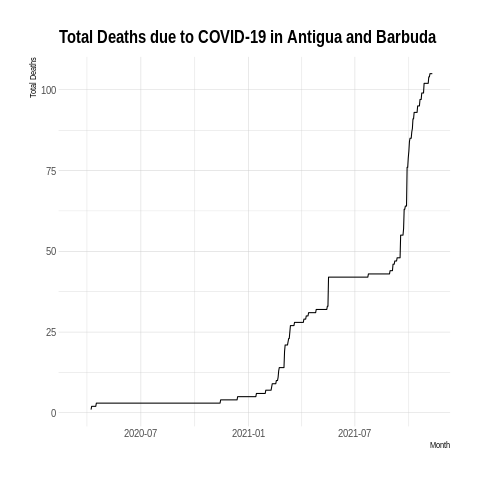 Total Deaths due to COVID-19 in Antigua and Barbuda
Total Deaths
100
75
50
25
0
2020-07 2021-01 2021-07
Month